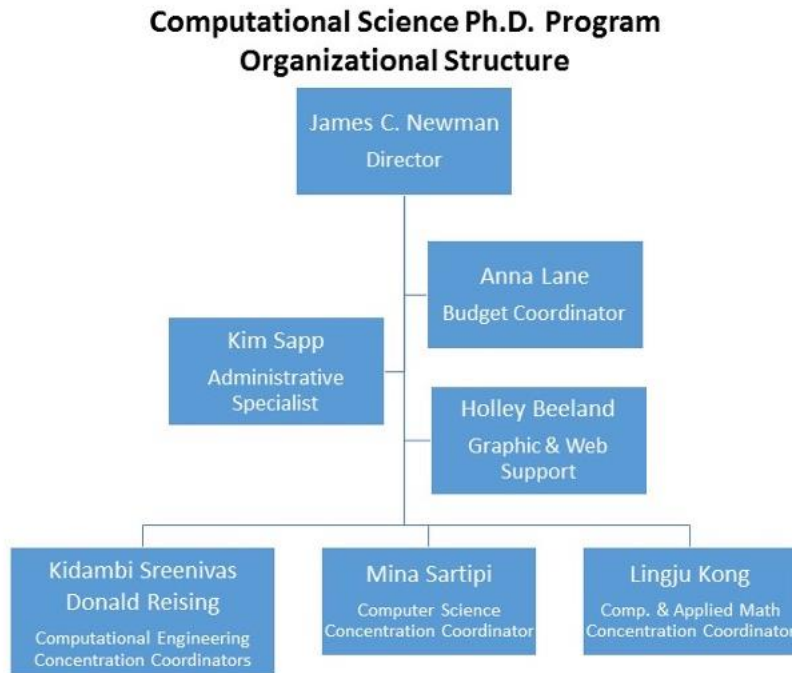 Computational Science Ph.D. Program
Organizational Structure
James C. Newman
Director
Anna Lane
Budget Coordinator
Kim Sapp
Administrative
Specialist
Holley Beeland
Graphic & Web
Support
Kidambi Sreenivas
Donald Reising
Computational Engineering
Concentration Coordinators
Mina Sartipi
Computer Science
Concentration Coordinator
Lingju Kong
Comp. & Applied Math
Concentration Coordinator